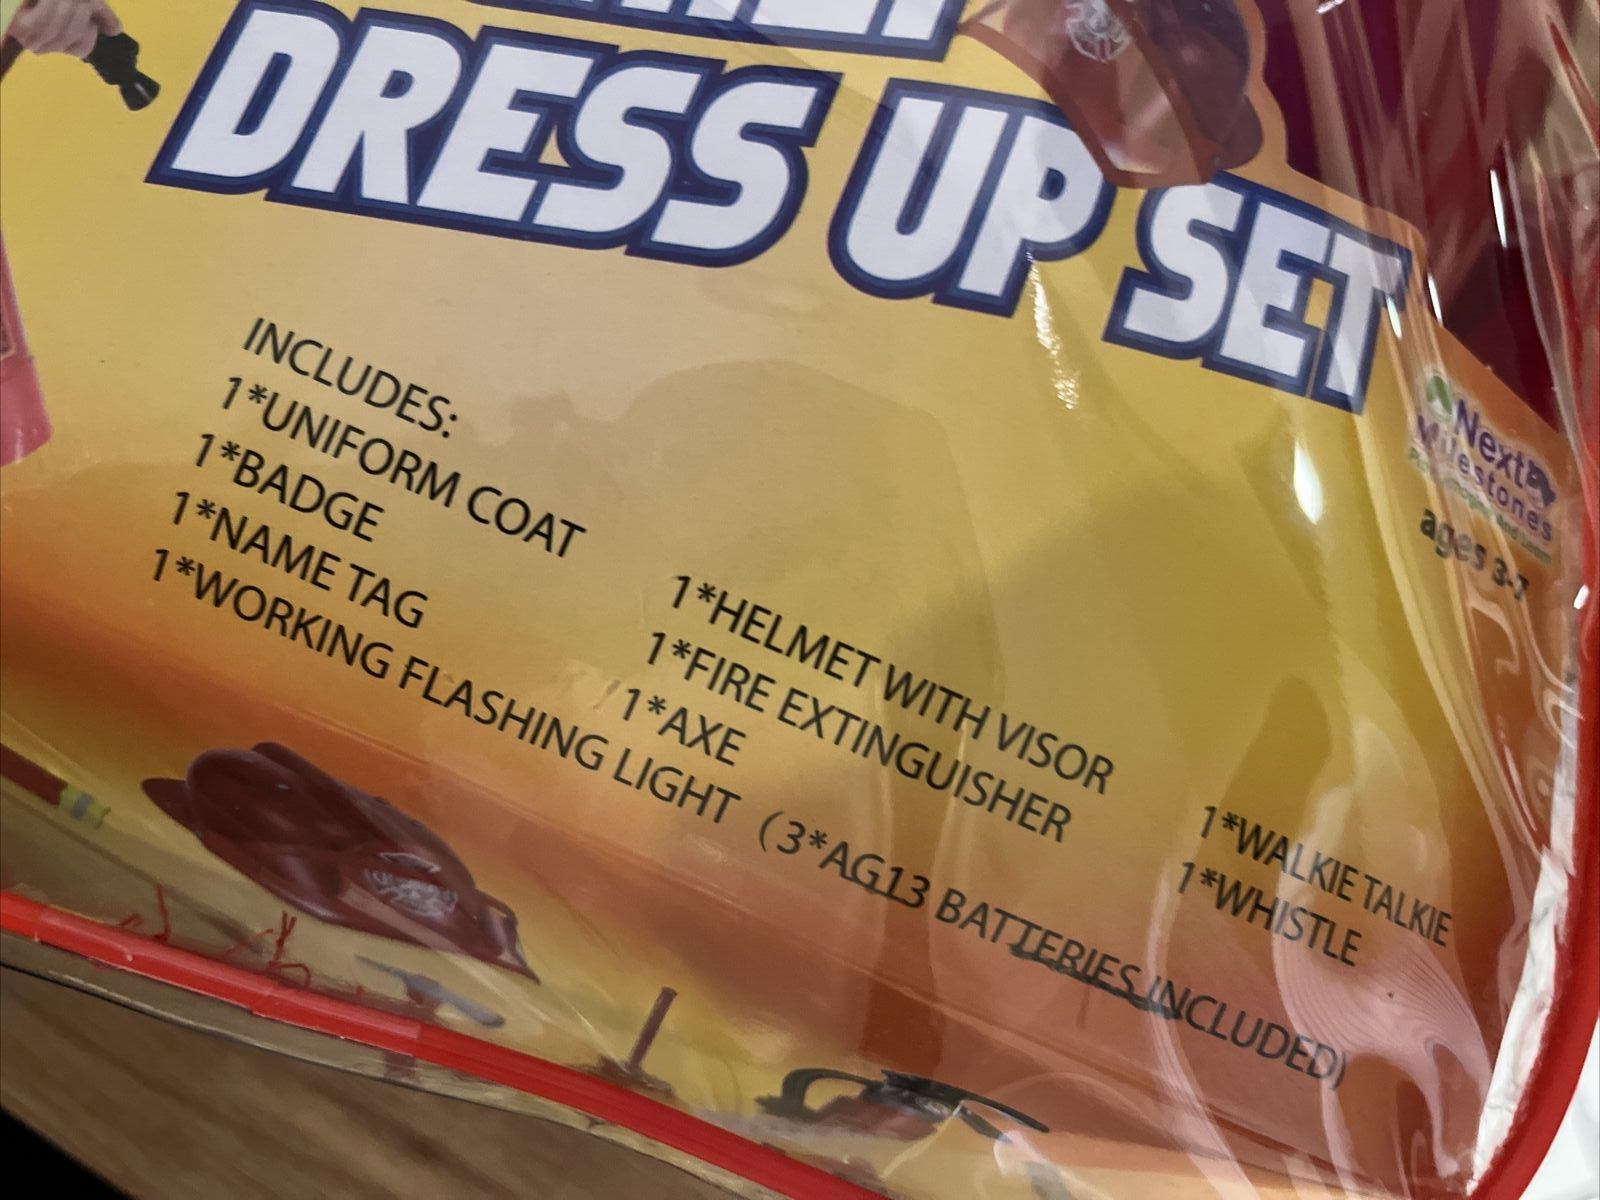 DRESS UP SET
INCLUDES:
1*UNIFORM COAT
1*BADGE
1*NAME TAG
1*WORKING FLASHING LIGHT (3*AG13 BATTERIES INCLUDED)
1*HELMET WITH VISOR
1*FIRE EXTINGUISHER
1*AXE
1*WALKIE TALKIE
1*WHISTLE
Next
Milestones
ages 3-7